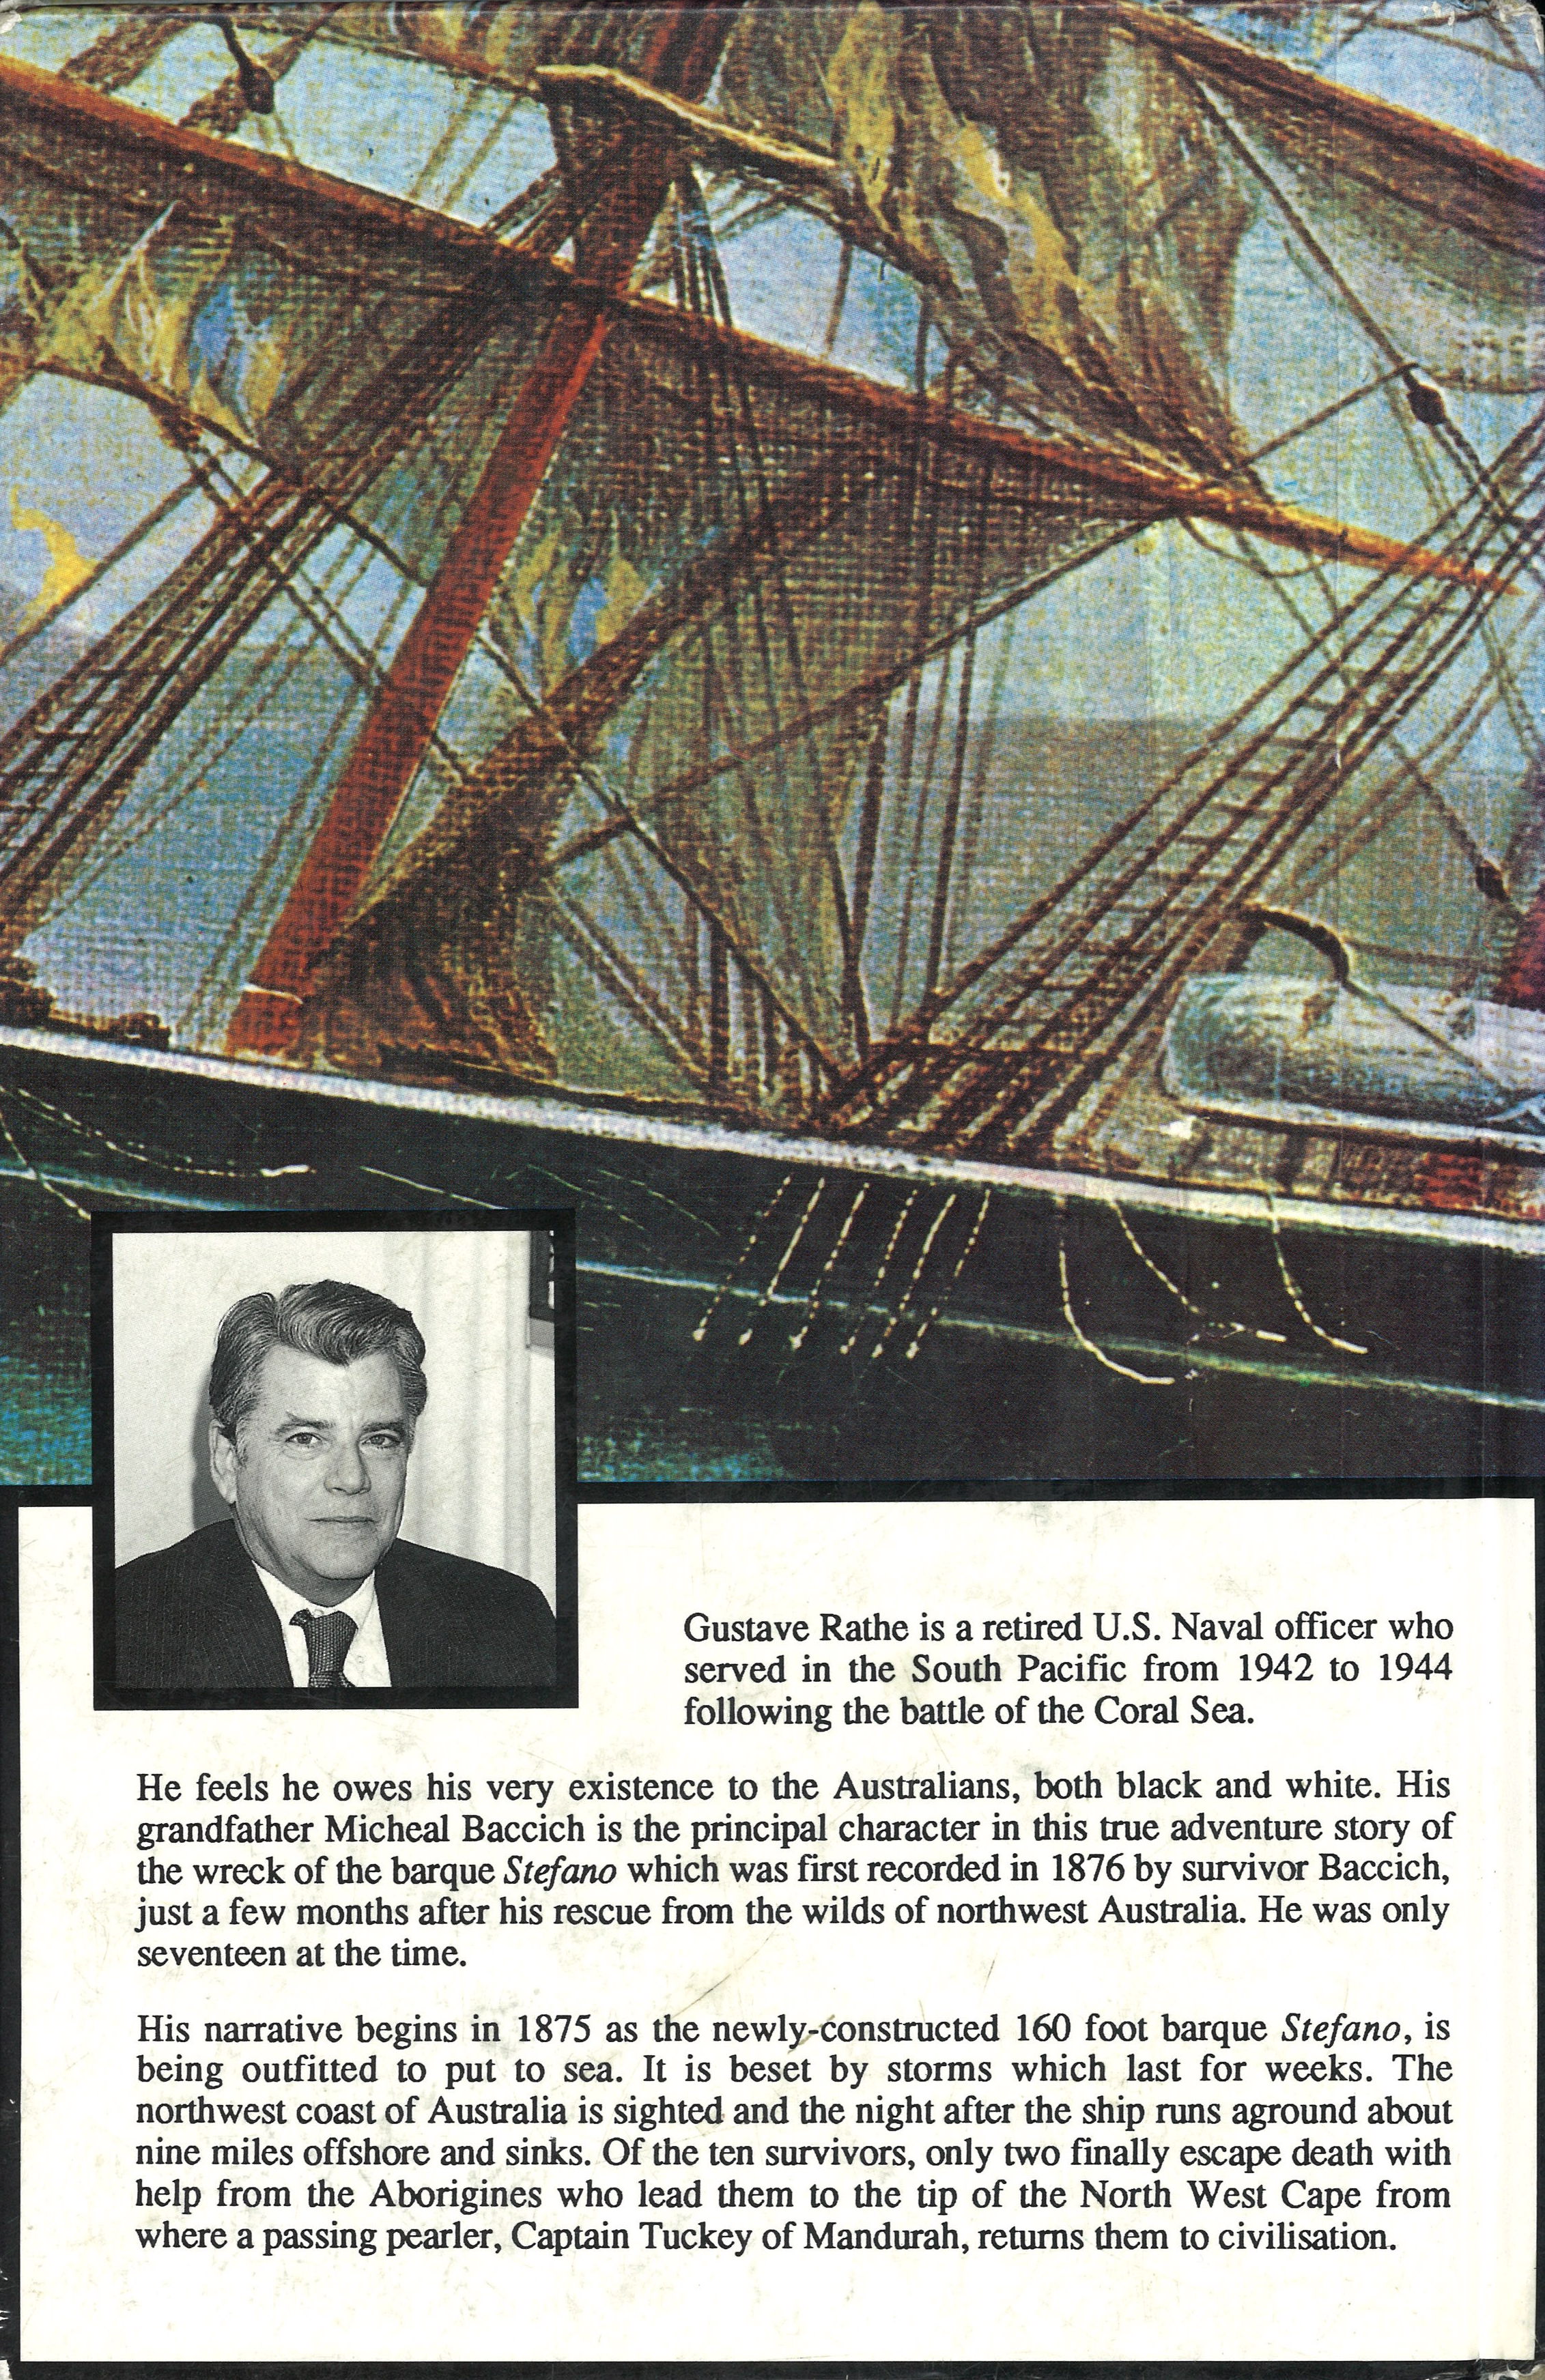 Gustave Rathe is a retired U.S. Naval officer who
served in the South Pacific from 1942 to 1944
following the battle of the Coral Sea.
He feels he owes his very existence to the Australians, both black and white. His
grandfather Micheal Baccich is the principal character in this true adventure story of
the wreck of the barque Stefano which was first recorded in 1876 by survivor Baccich,
just a few months after his rescue from the wilds of northwest Australia. He was only
seventeen at the time.
His narrative begins in 1875 as the newly-constructed 160 foot barque Stefano, is
being outfitted to put to sea. It is beset by storms which last for weeks. The
northwest coast of Australia is sighted and the night after the ship runs aground about
nine miles offshore and sinks. Of the ten survivors, only two finally escape death with
help from the Aborigines who lead them to the tip of the North West Cape from
where a passing pearler, Captain Tuckey of Mandurah, returns them to civilisation.